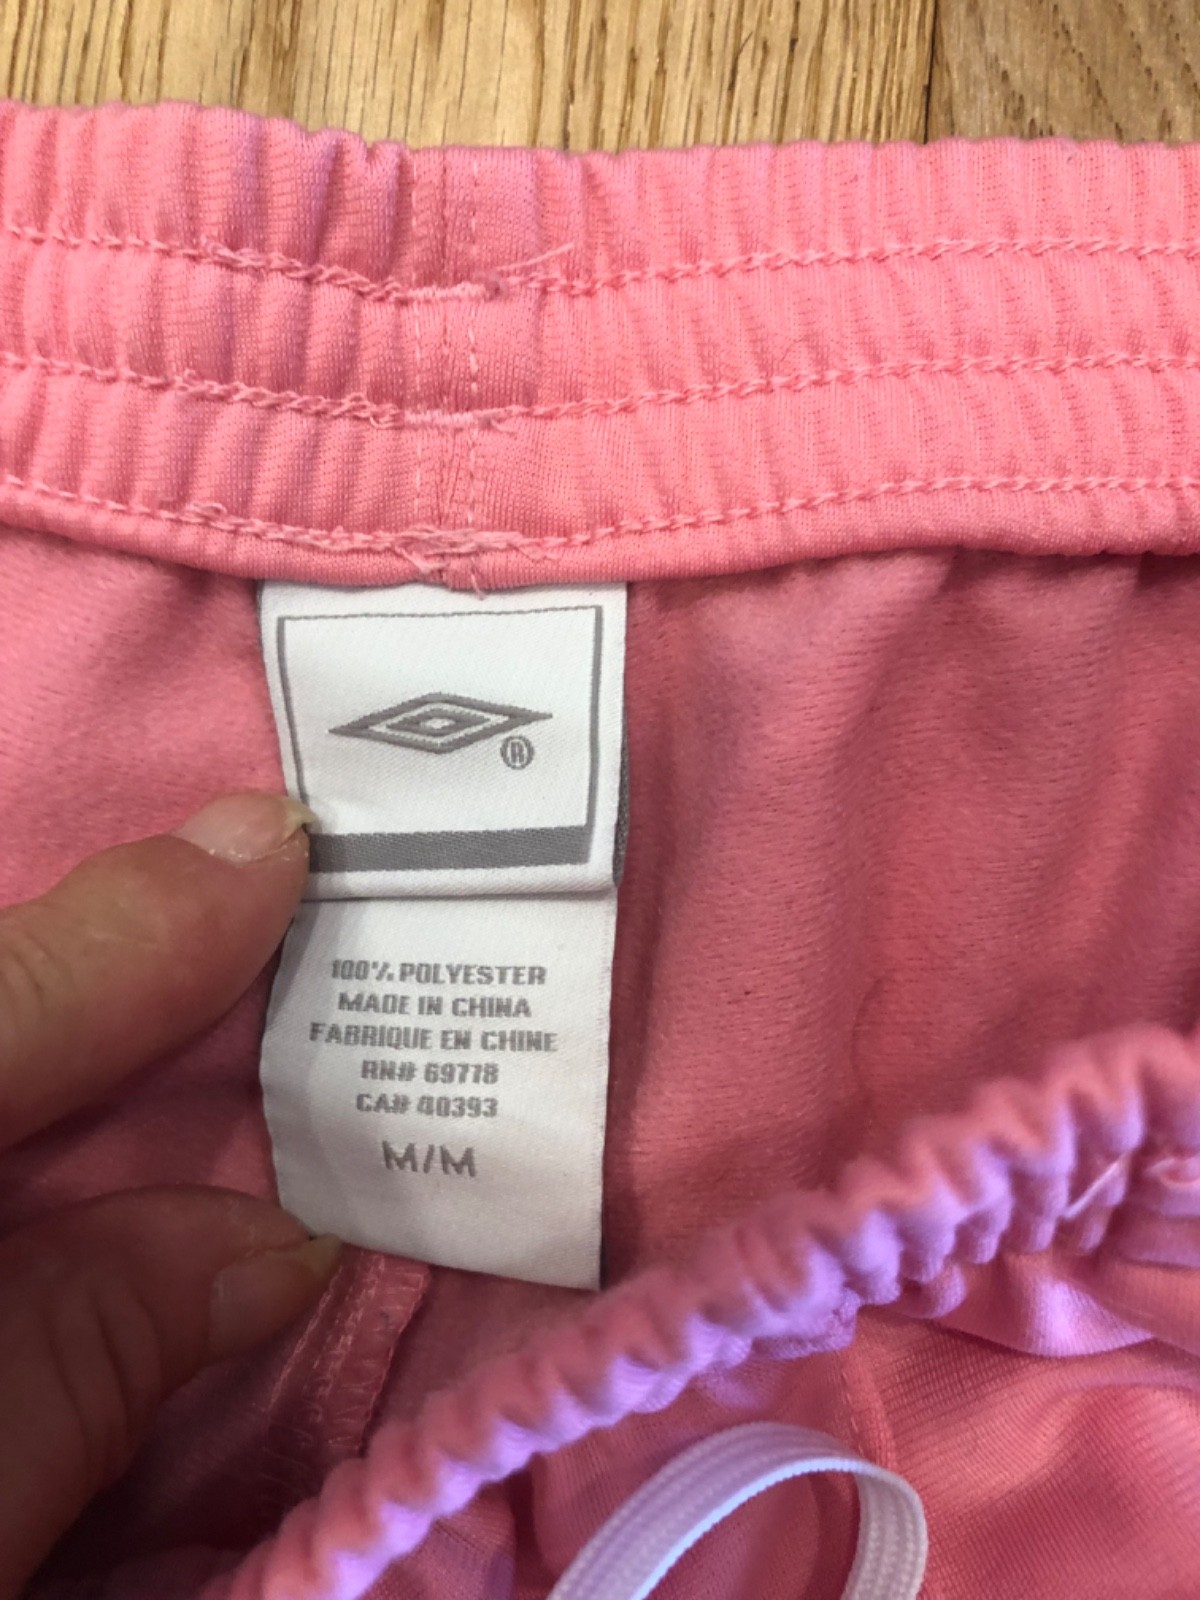 ®
100% POLYESTER
MADE IN CHINA
FABRIQUE EN CHINE
RN# 69778
CA# 40393
M/M